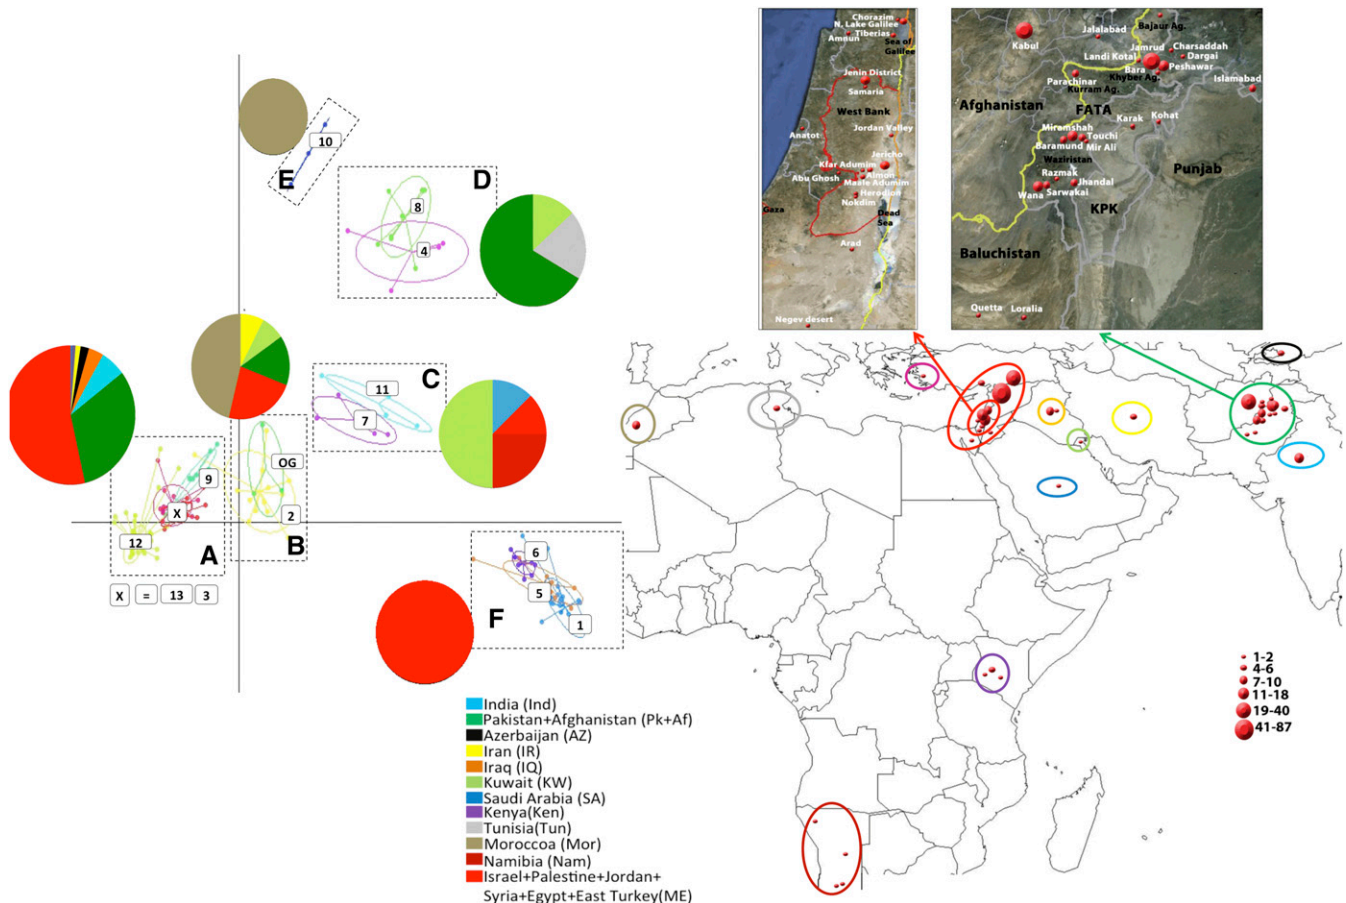 10
E
D
8
4
C
11
7
OG
9
X
2
12
A
B
X = 13 3
6
5
F
1
India (Ind)
Pakistan+Afghanistan (Pk+Af)
Azerbaijan (AZ)
Iran (IR)
Iraq (IQ)
Kuwait (KW)
Saudi Arabia (SA)
Kenya(Ken)
Tunisia(Tun)
Moroccoa (Mor)
Namibia (Nam)
Israel+Palestine+Jordan+
Syria+Egypt+East Turkey(ME)
Chorazim
N. Lake Galilee
Tiberias
Amnun
Sea of
Galilee
Jenin District
Samaria
West Bank
Jordan Valley
Anatot
Jericho
Kfar Adumim
Almon
Abu Ghosh
Maale Adumim
Herodion
Nokdim
Gaza
Dead
Sea
Arad
Negev desert
Bajaur Ag.
Kabul
Jalalabad
Jamrud
Charsaddah
Landi Kotal
Dargai
Bara
Peshawar
Parachinar
Khyber Ag.
Islamabad
Kurram Ag.
Afghanistan
FATA
Karak
Kohat
Miramshah
Touchi
Baramund
Mir Ali
Waziristan
Punjab
Razmak
Wana
Sarwakai
Jhandal
KPK
Baluchistan
Quetta
Loralia
1-2
4-6
7-10
11-18
19-40
41-87